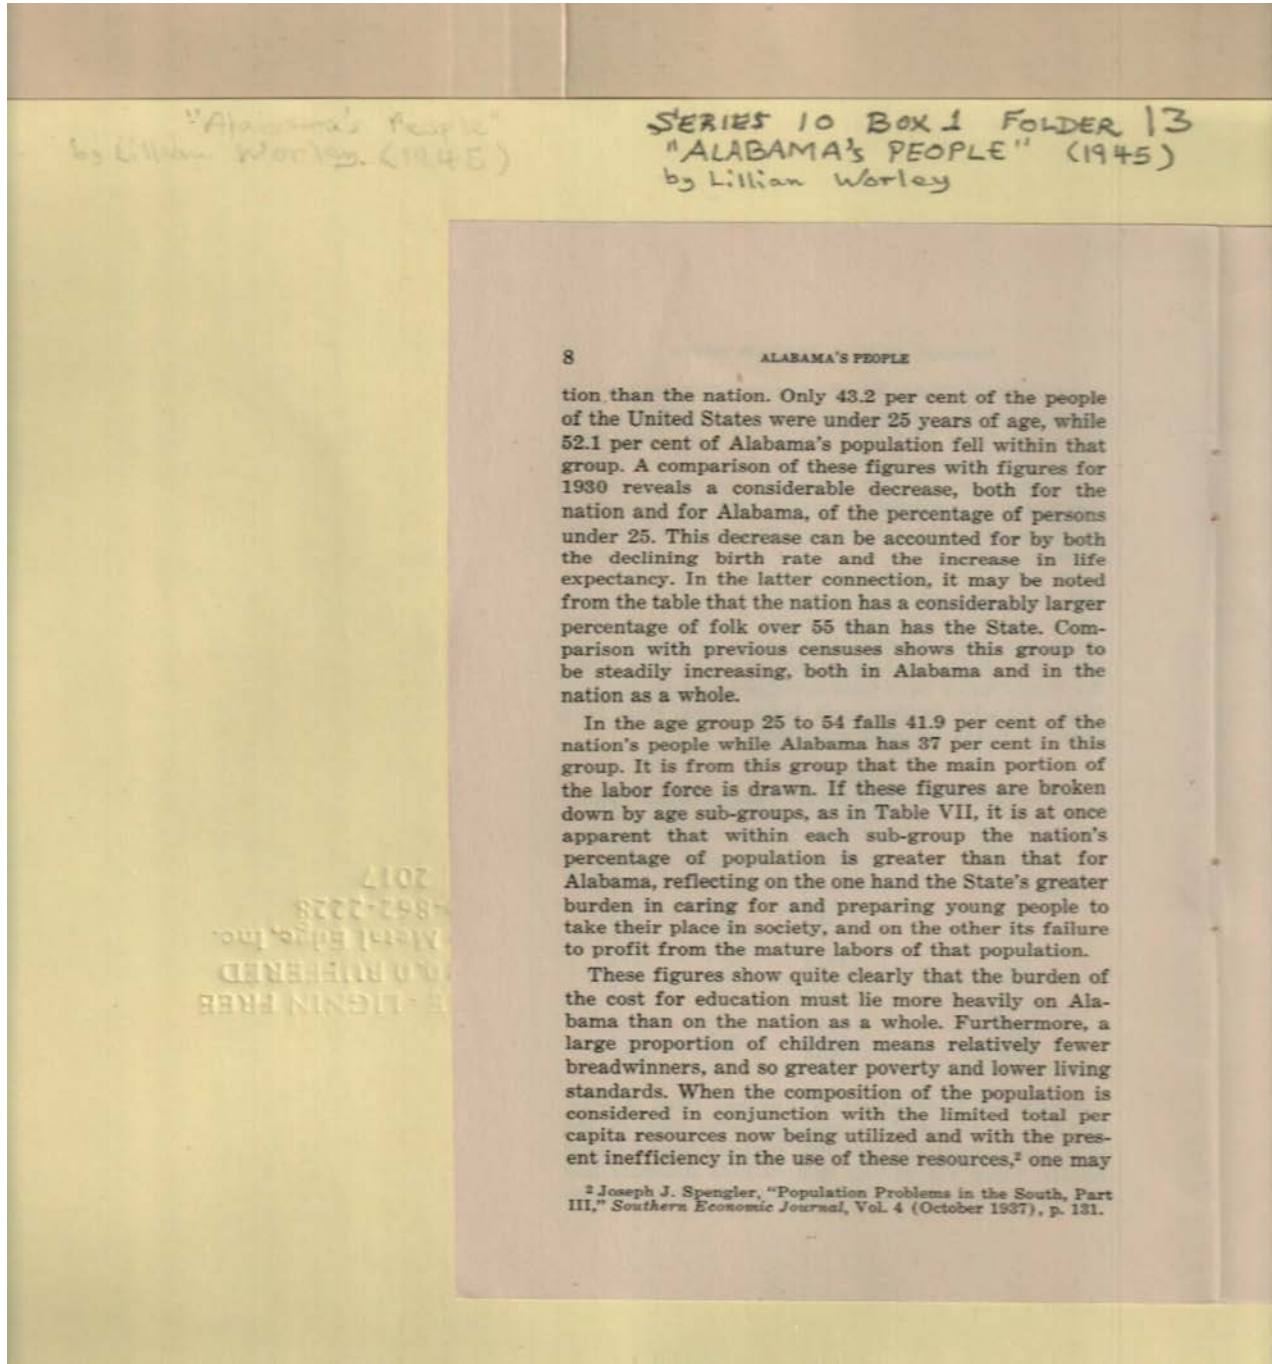 "Alabama's People"
by Lillian Worley. (1945)
SERIES 10 BOX 1 FOLDER 13
"ALABAMA's PEOPLE" (1945)
by Lillian Worley
8 ALABAMA'S PEOPLE
tion than the nation. Only 43.2 per cent of the people
of the United States were under 25 years of age, while
52.1 per cent of Alabama's population fell within that
group. A comparison of these figures with figures for
1930 reveals a considerable decrease, both for the
nation and for Alabama, of the percentage of persons
under 25. This decrease can be accounted for by both
the declining birth rate and the increase in life
expectancy. In the latter connection, it may be noted
from the table that the nation has a considerably larger
percentage of folk over 55 than has the State. Com-
parison with previous censuses shows this group to
be steadily increasing, both in Alabama and in the
nation as a whole.
In the age group 25 to 54 falls 41.9 per cent of the
nation's people while Alabama has 37 per cent in this
group. It is from this group that the main portion of
the labor force is drawn. If these figures are broken
down by age sub-groups, as in Table VII, it is at once
apparent that within each sub-group the nation's
percentage of population is greater than that for
Alabama, reflecting on the one hand the State's greater
burden in caring for and preparing young people to
take their place in society, and on the other its failure
to profit from the mature labors of that population.
These figures show quite clearly that the burden of
the cost for education must lie more heavily on Ala-
bama than on the nation as a whole. Furthermore, a
large proportion of children means relatively fewer
breadwinners, and so greater poverty and lower living
standards. When the composition of the population is
considered in conjunction with the limited total per
capita resources now being utilized and with the pres-
ent inefficiency in the use of these resources,² one may
² Joseph J. Spengler, "Population Problems in the South, Part
III," Southern Economic Journal, Vol. 4 (October 1937), p. 131.
2017
862-2228
Metal Edge, Inc.
BUFFERED
LIGNIN FREE